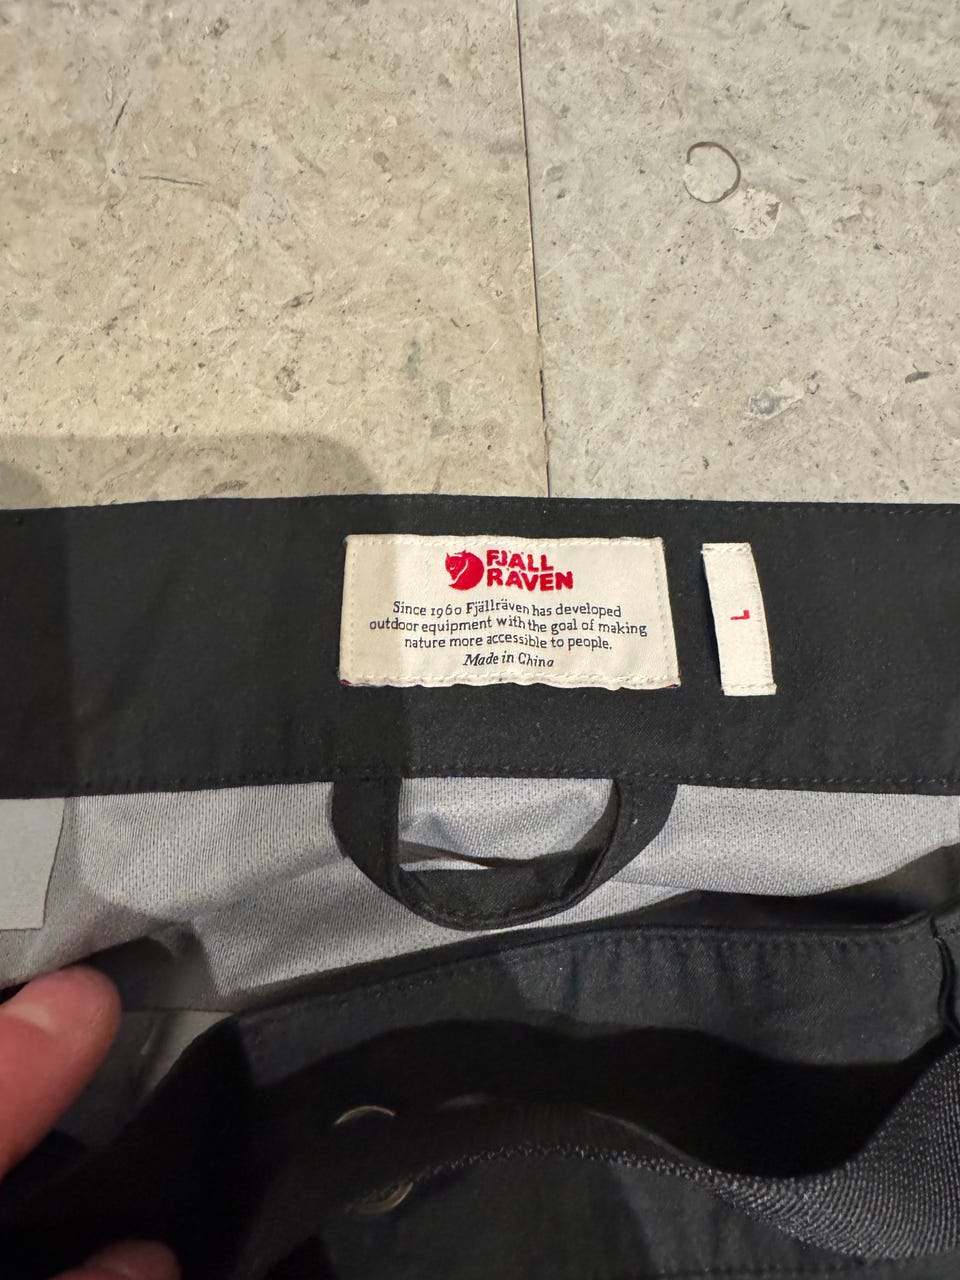 FJÄLL
RÄVEN
Since 1960 Fjällräven has developed
outdoor equipment with the goal of making
nature more accessible to people.
Made in China
L